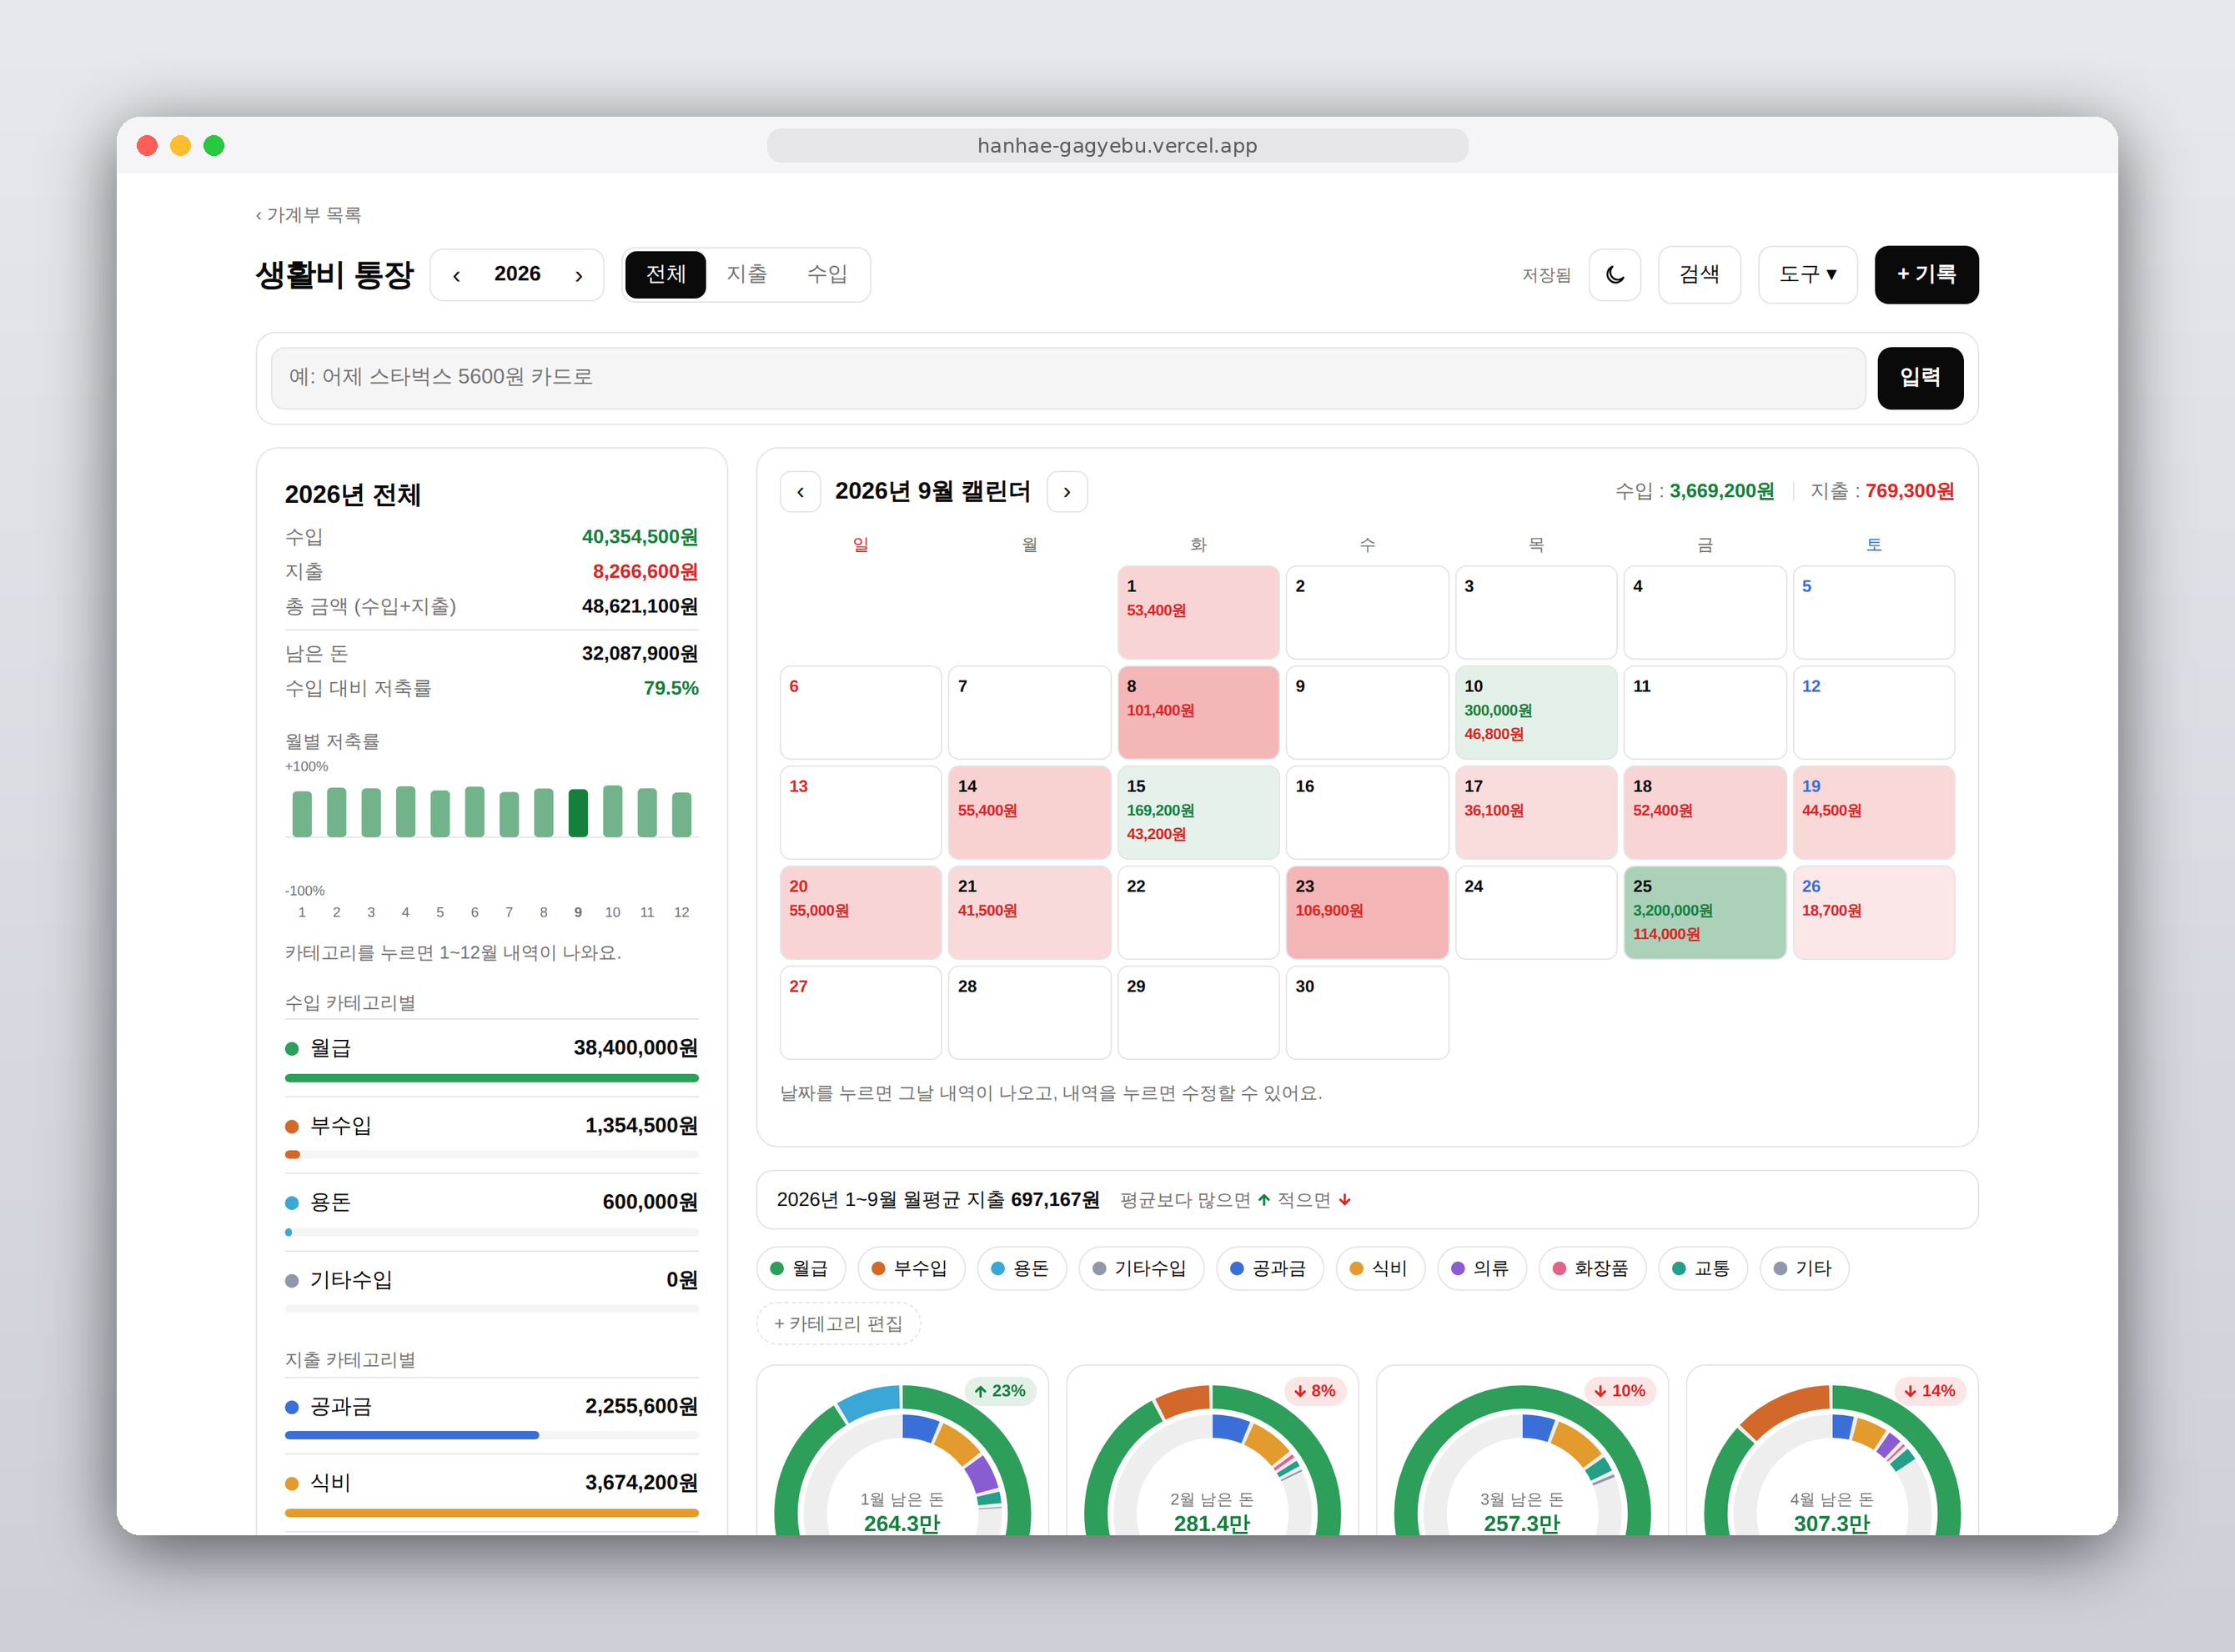 hanhae-gagyebu.vercel.app
‹ 가계부 목록
생활비 통장 ‹ 2026 › 전체 지출 수입 저장됨 검색 도구 ▾ + 기록
예: 어제 스타벅스 5600원 카드로 입력
2026년 전체
수입 40,354,500원
지출 8,266,600원
총 금액 (수입+지출) 48,621,100원
남은 돈 32,087,900원
수입 대비 저축률 79.5%
월별 저축률
+100%
-100%
1 2 3 4 5 6 7 8 9 10 11 12
카테고리를 누르면 1~12월 내역이 나와요.
수입 카테고리별
월급 38,400,000원
부수입 1,354,500원
용돈 600,000원
기타수입 0원
지출 카테고리별
공과금 2,255,600원
식비 3,674,200원
‹ 2026년 9월 캘린더 › 수입 : 3,669,200원 지출 : 769,300원
일 월 화 수 목 금 토
1 2 3 4 5
53,400원
6 7 8 9 10 11 12
101,400원 300,000원
46,800원
13 14 15 16 17 18 19
55,400원 169,200원 36,100원 52,400원 44,500원
43,200원
20 21 22 23 24 25 26
55,000원 41,500원 106,900원 3,200,000원 18,700원
114,000원
27 28 29 30
날짜를 누르면 그날 내역이 나오고, 내역을 누르면 수정할 수 있어요.
2026년 1~9월 월평균 지출 697,167원 평균보다 많으면 ↑ 적으면 ↓
월급 부수입 용돈 기타수입 공과금 식비 의류 화장품 교통 기타
+ 카테고리 편집
↑ 23% ↓ 8% ↓ 10% ↓ 14%
1월 남은 돈 2월 남은 돈 3월 남은 돈 4월 남은 돈
264.3만 281.4만 257.3만 307.3만